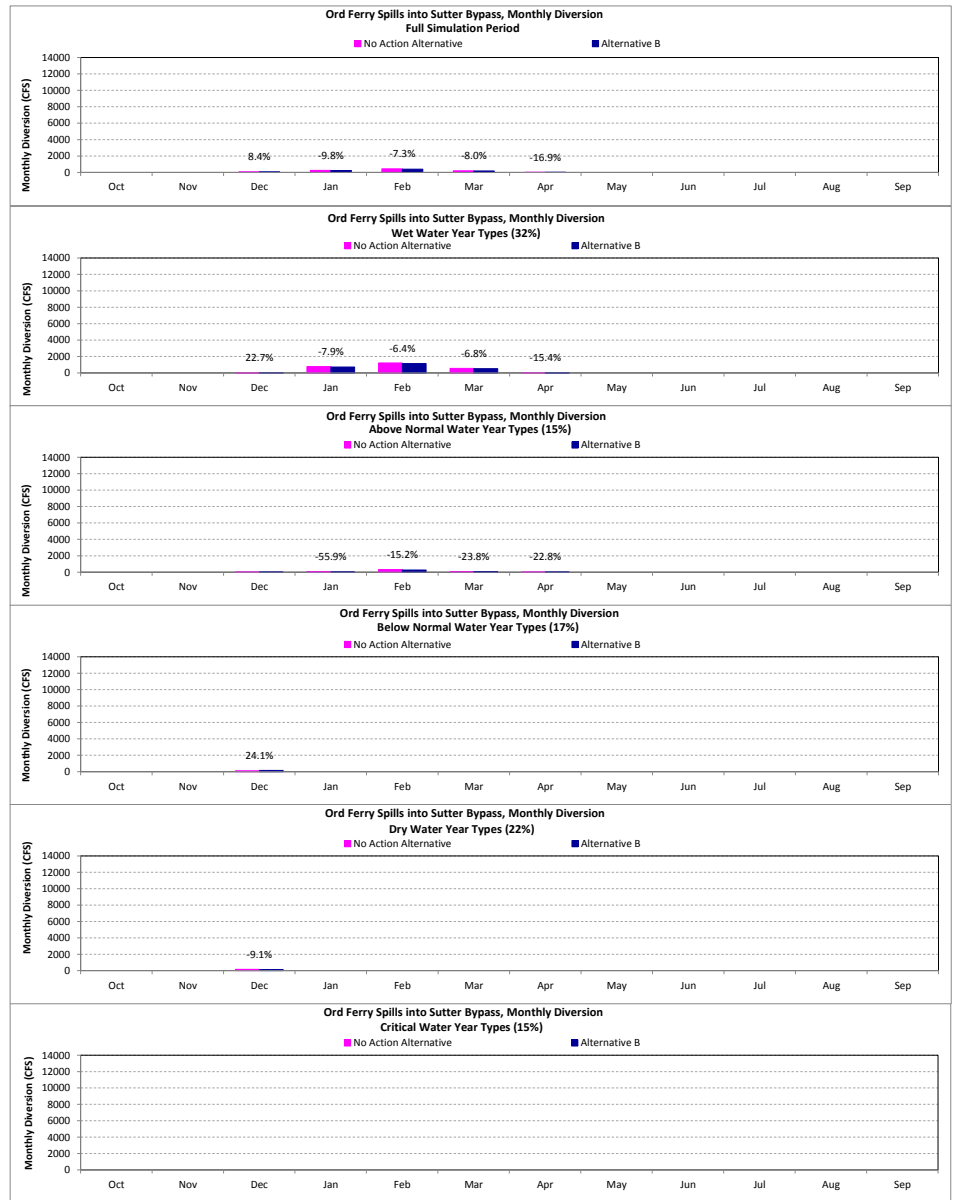 Ord Ferry Spills into Sutter Bypass, Monthly Diversion
Full Simulation Period
No Action Alternative Alternative B
Monthly Diversion (CFS)
14000
12000
10000
8000
6000
4000
2000
0
8.4% -9.8% -7.3% -8.0% -16.9%
Oct Nov Dec Jan Feb Mar Apr May Jun Jul Aug Sep
Ord Ferry Spills into Sutter Bypass, Monthly Diversion
Wet Water Year Types (32%)
No Action Alternative Alternative B
Monthly Diversion (CFS)
14000
12000
10000
8000
6000
4000
2000
0
22.7% -7.9% -6.4% -6.8% -15.4%
Oct Nov Dec Jan Feb Mar Apr May Jun Jul Aug Sep
Ord Ferry Spills into Sutter Bypass, Monthly Diversion
Above Normal Water Year Types (15%)
No Action Alternative Alternative B
Monthly Diversion (CFS)
14000
12000
10000
8000
6000
4000
2000
0
-55.9% -15.2% -23.8% -22.8%
Oct Nov Dec Jan Feb Mar Apr May Jun Jul Aug Sep
Ord Ferry Spills into Sutter Bypass, Monthly Diversion
Below Normal Water Year Types (17%)
No Action Alternative Alternative B
Monthly Diversion (CFS)
14000
12000
10000
8000
6000
4000
2000
0
24.1%
Oct Nov Dec Jan Feb Mar Apr May Jun Jul Aug Sep
Ord Ferry Spills into Sutter Bypass, Monthly Diversion
Dry Water Year Types (22%)
No Action Alternative Alternative B
Monthly Diversion (CFS)
14000
12000
10000
8000
6000
4000
2000
0
-9.1%
Oct Nov Dec Jan Feb Mar Apr May Jun Jul Aug Sep
Ord Ferry Spills into Sutter Bypass, Monthly Diversion
Critical Water Year Types (15%)
No Action Alternative Alternative B
Monthly Diversion (CFS)
14000
12000
10000
8000
6000
4000
2000
0
Oct Nov Dec Jan Feb Mar Apr May Jun Jul Aug Sep